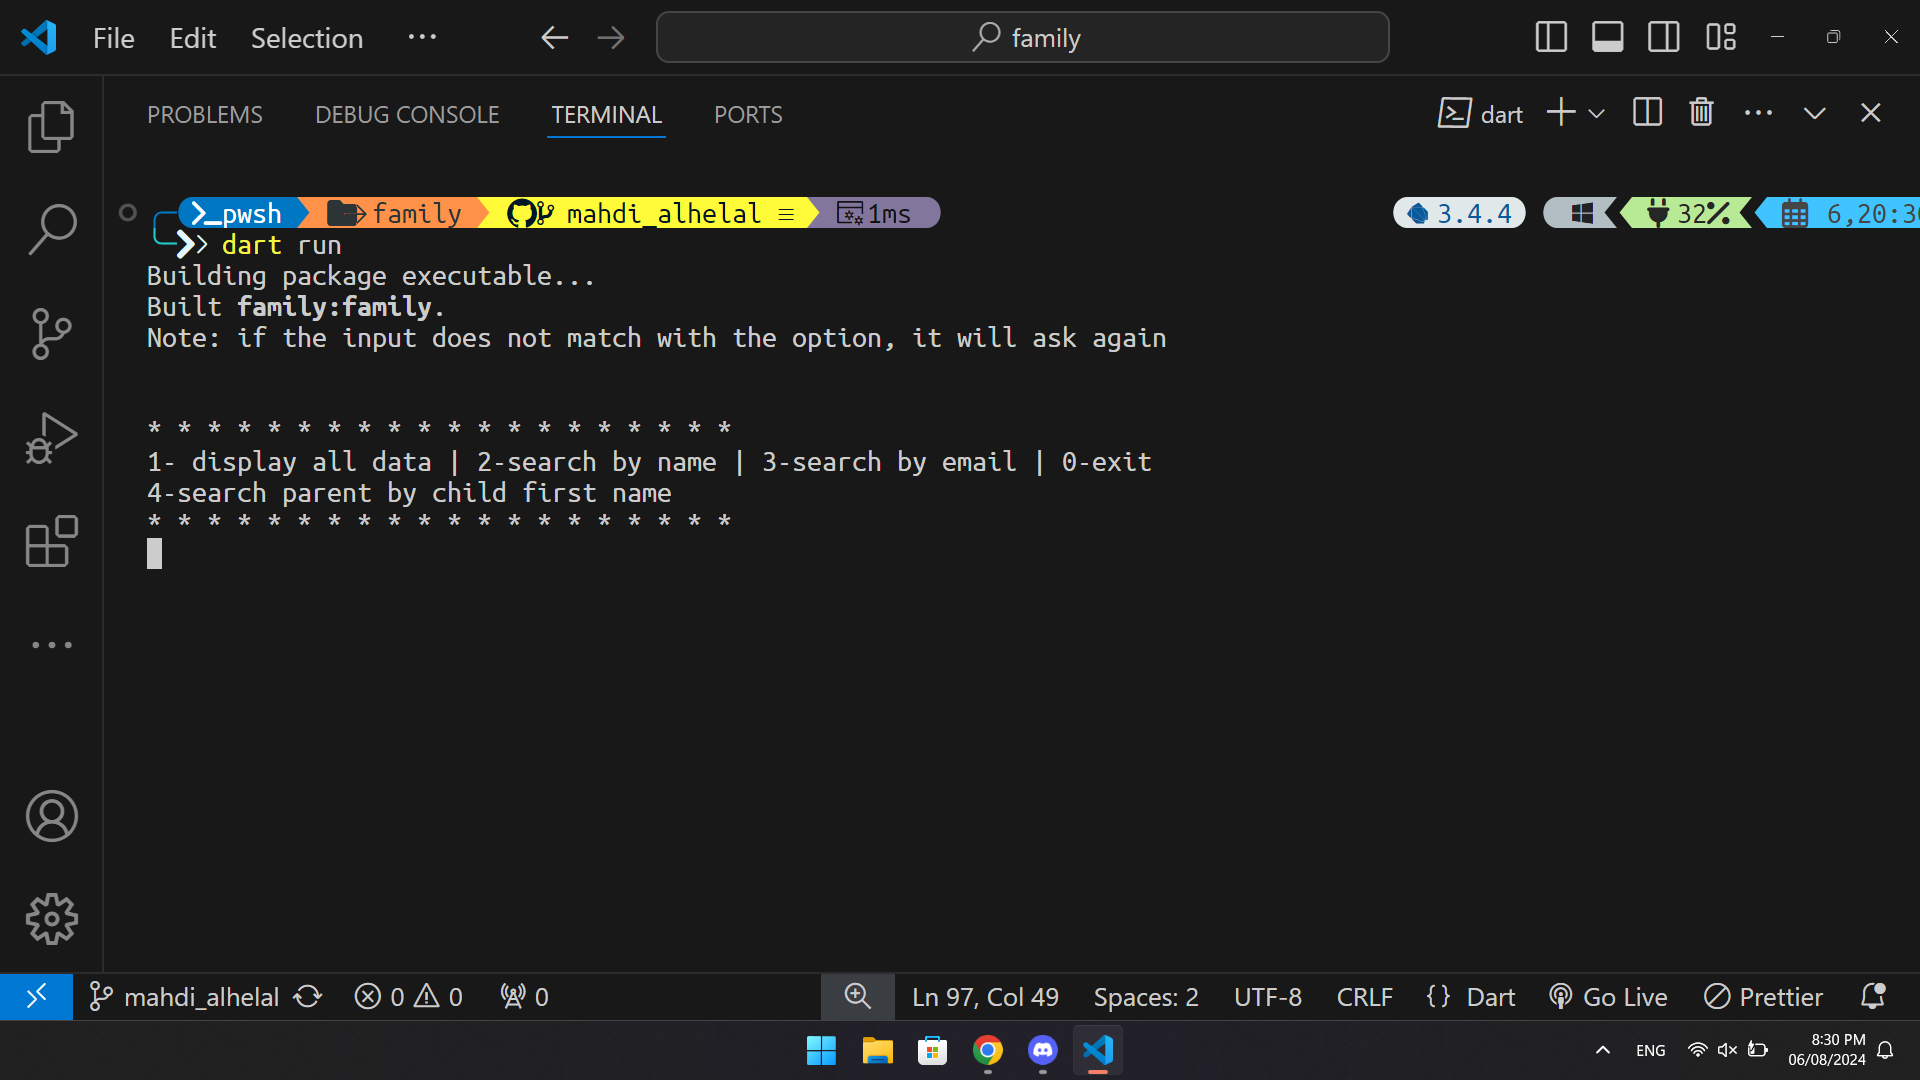 File Edit Selection ··· family
PROBLEMS DEBUG CONSOLE TERMINAL PORTS dart
pwsh family mahdi_alhelal ≡ 1ms 3.4.4 32% 6,20:30
dart run
Building package executable...
Built family:family.
Note: if the input does not match with the option, it will ask again
* * * * * * * * * * * * * * * * * * * *
1- display all data | 2-search by name | 3-search by email | 0-exit
4-search parent by child first name
* * * * * * * * * * * * * * * * * * * *
mahdi_alhelal 0 0 0 Ln 97, Col 49 Spaces: 2 UTF-8 CRLF {} Dart Go Live Prettier
ENG 8:30 PM
06/08/2024